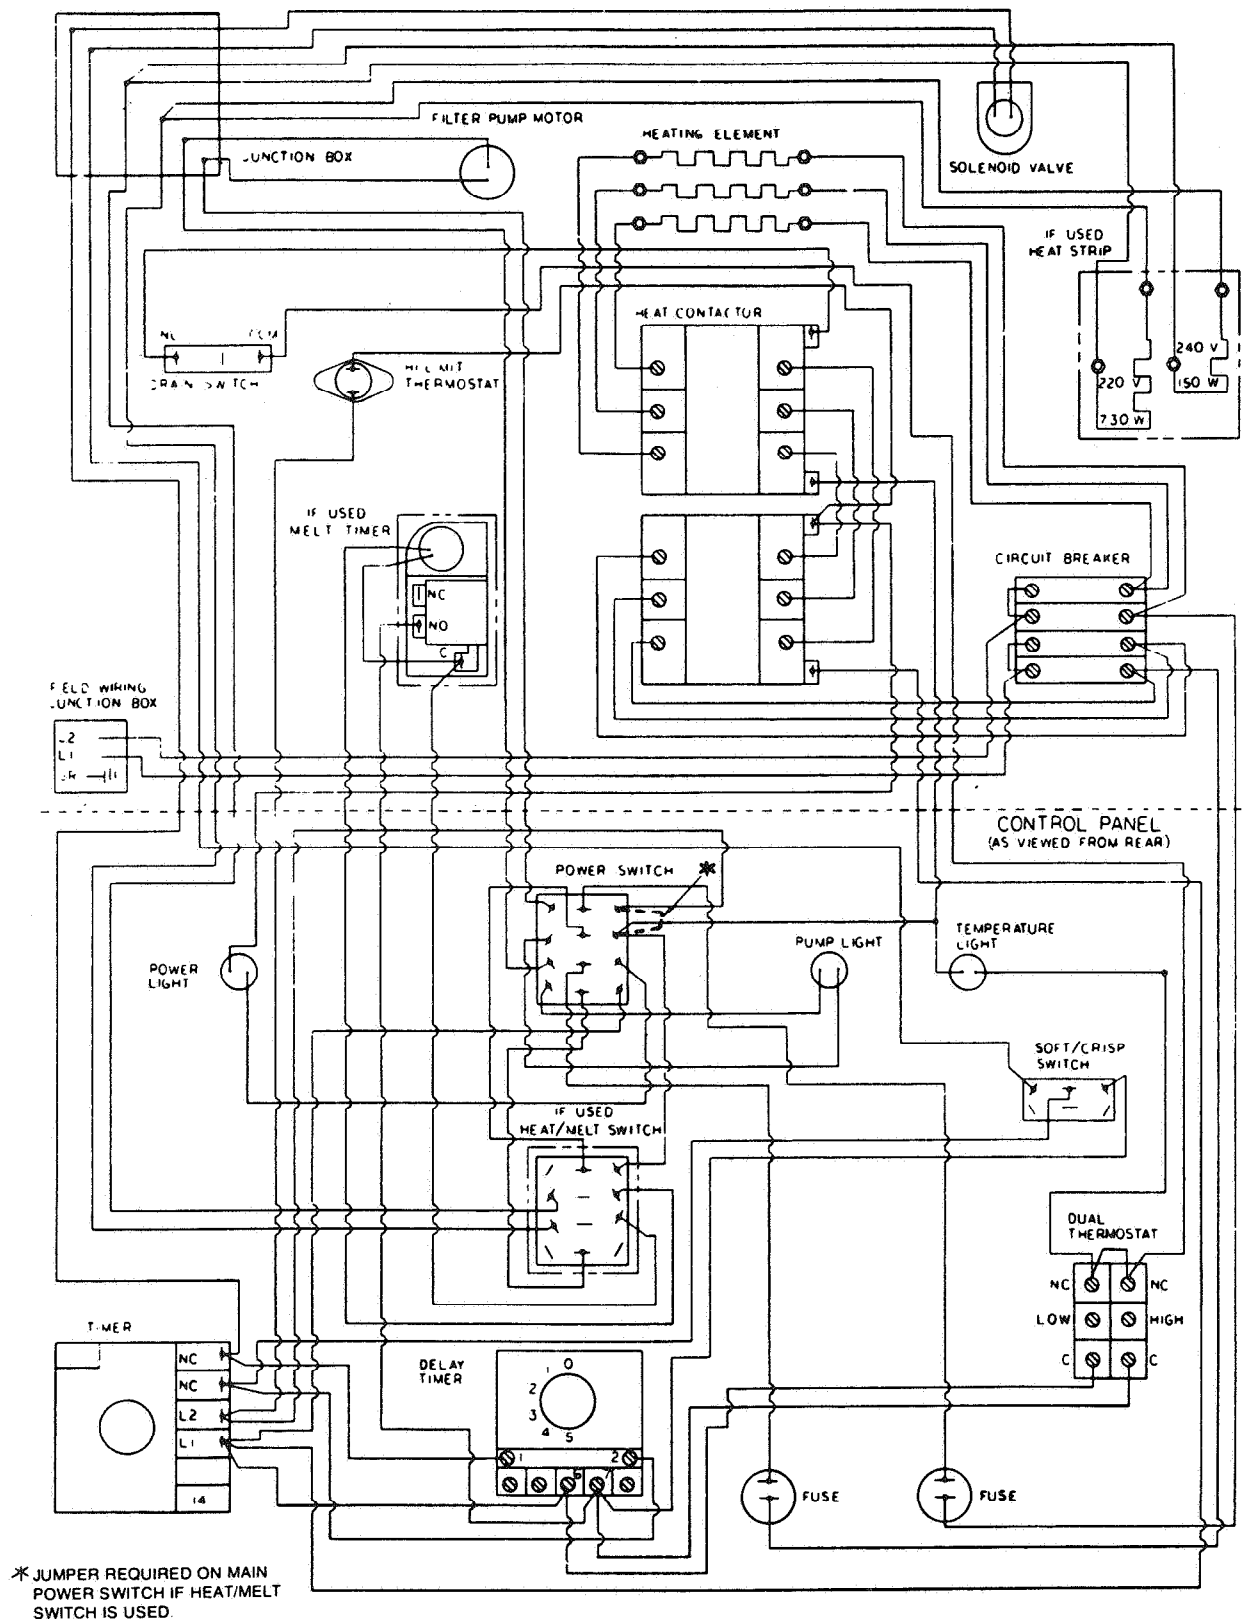 FILTER PUMP MOTOR
HEATING ELEMENT
JUNCTION BOX
SOLENOID VALVE
IF USED
HEAT STRIP
HEAT CONTACTOR
240 V
220 V
150 W
730 W
THERMOSTAT
IF USED
MELT TIMER
NC
NO
C
CIRCUIT BREAKER
FIELD WIRING
JUNCTION BOX
L2
L1
CONTROL PANEL
(AS VIEWED FROM REAR)
POWER SWITCH
PUMP LIGHT
TEMPERATURE
LIGHT
POWER
LIGHT
SOFT/CRISP
SWITCH
IF USED
HEAT/MELT SWITCH
DUAL
THERMOSTAT
NC
NC
LOW
HIGH
C
C
TIMER
NC
NC
L2
L1
14
DELAY
TIMER
0
1
2
3
4
5
1
2
6
7
FUSE
FUSE
* JUMPER REQUIRED ON MAIN
POWER SWITCH IF HEAT/MELT
SWITCH IS USED.